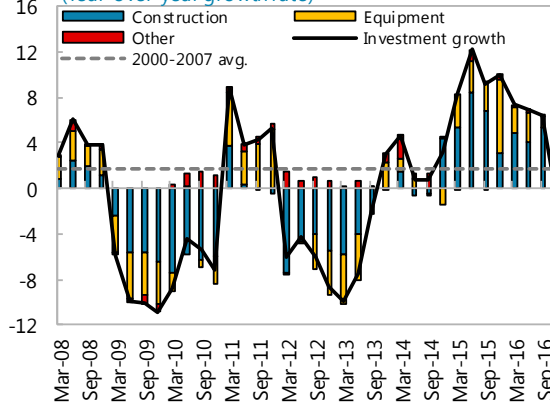 (Year-over-year growth rate)
16
Construction
Equipment
Other
Investment growth
2000-2007 avg.
12
8
4
0
-4
-8
-12
Mar-08
Sep-08
Mar-09
Sep-09
Mar-10
Sep-10
Mar-11
Sep-11
Mar-12
Sep-12
Mar-13
Sep-13
Mar-14
Sep-14
Mar-15
Sep-15
Mar-16
Sep-16